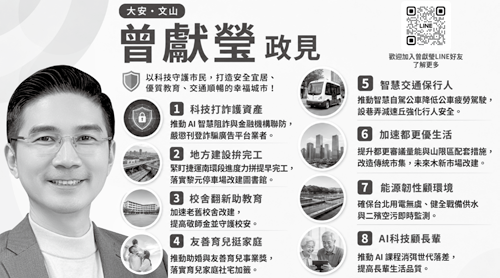 大安・文山
曾獻瑩 政見
LINE
歡迎加入曾獻瑩LINE好友
了解更多
以科技守護市民，打造安全宜居、
優質教育、交通順暢的幸福城市！
1 科技打詐護資產
推動 AI 智慧阻詐與金融機構聯防，
嚴懲刊登詐騙廣告平台業者。
2 地方建設拚完工
緊盯捷運南環段進度力拼提早完工，
落實黎元停車場改建圖書館。
3 校舍翻新助教育
加速老舊校舍改建，
提高教師金並守護校安。
4 友善育兒挺家庭
推動助婚與友善育兒事業獎，
落實育兒家庭社宅加籤。
5 智慧交通保行人
推動智慧自駕公車降低公車疲勞駕駛，
設巷弄減速丘強化行人安全。
6 加速都更優生活
提升都更審議量能與山限區配套措施，
改造傳統市集，未來木新市場改建。
7 能源韌性顧環境
確保台北用電無虞、健全戰備供水
與二殯空污即時監測。
8 AI科技顧長輩
推動 AI 課程消弭世代落差，
提高長輩生活品質。